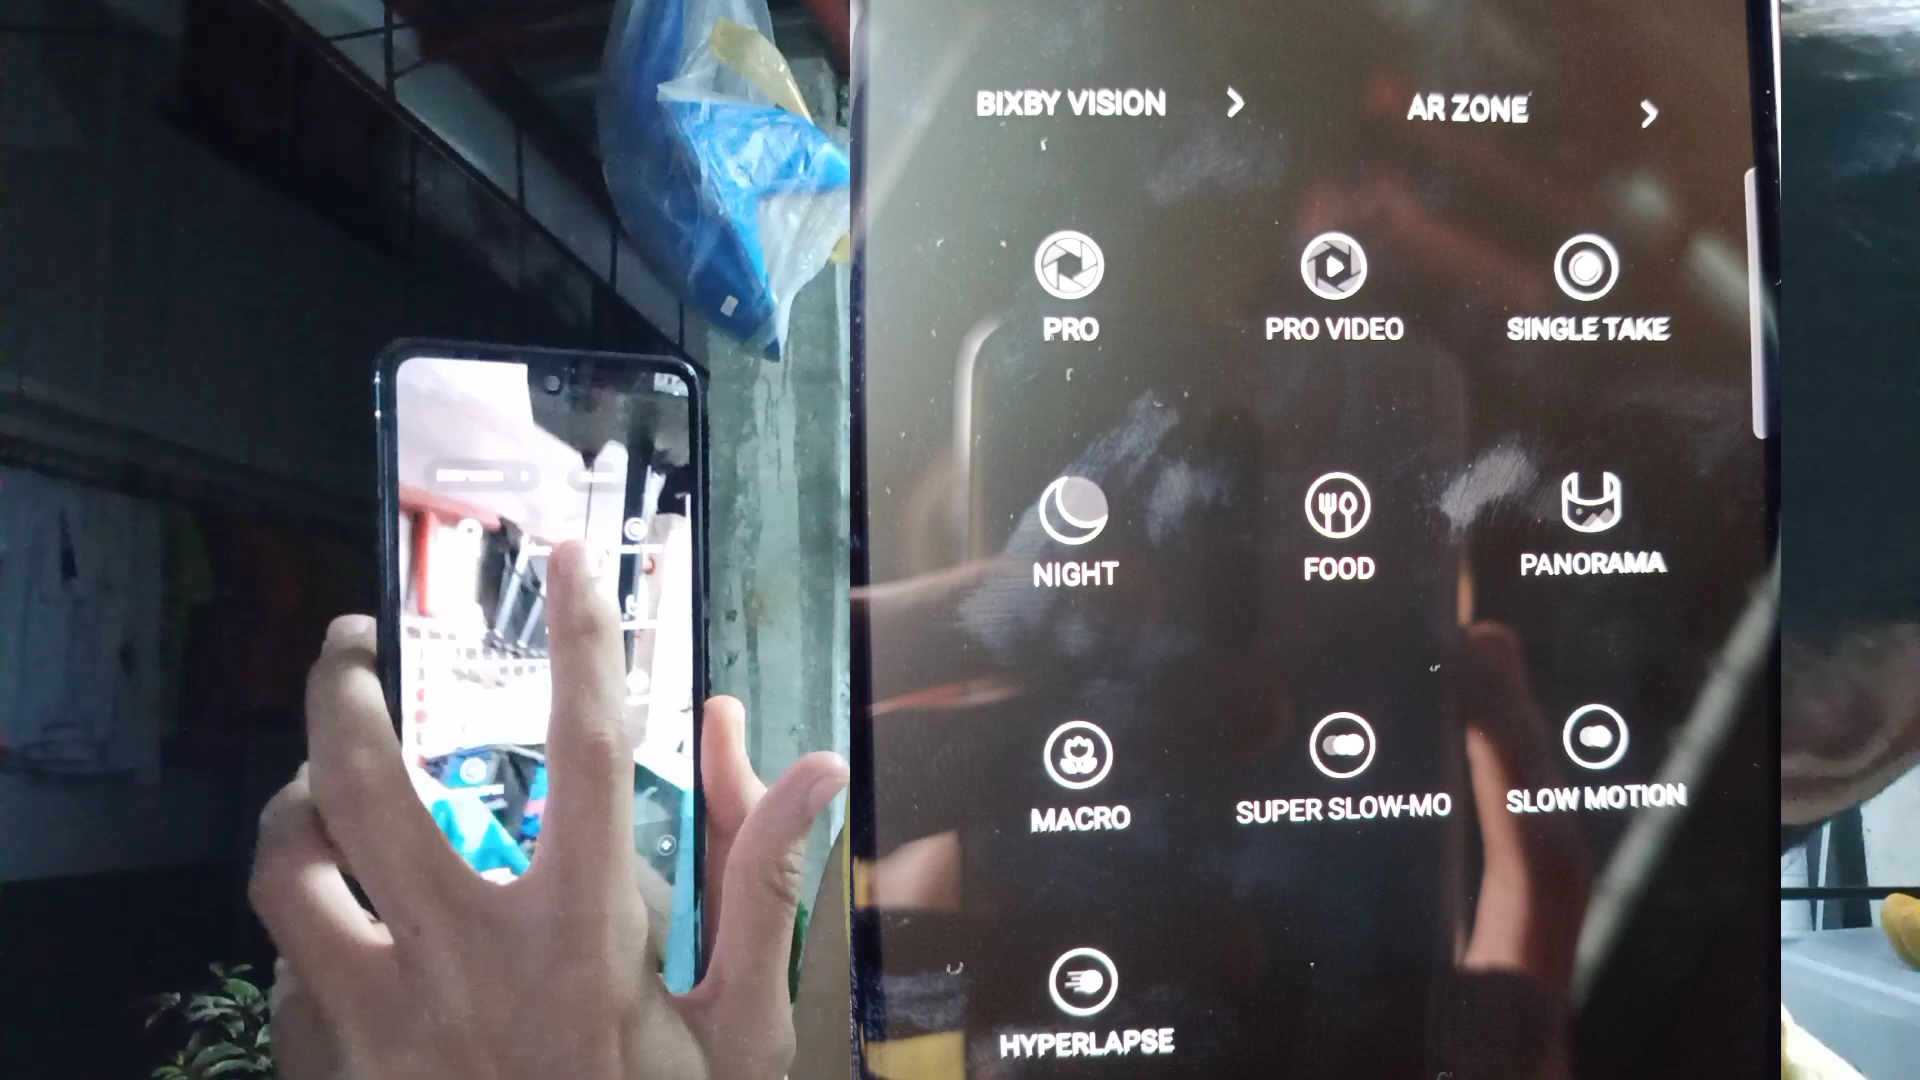 BIXBY VISION
AR ZONE
PRO
PRO VIDEO
SINGLE TAKE
NIGHT
FOOD
PANORAMA
MACRO
SUPER SLOW-MO
SLOW MOTION
HYPERLAPSE